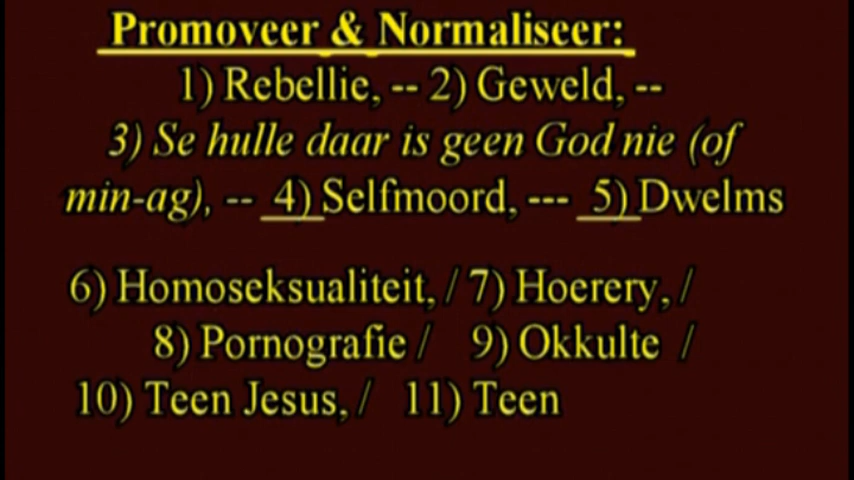 Promoveer & Normaliseer:
1) Rebellie, -- 2) Geweld, --
3) Se hulle daar is geen God nie (of
min-ag), -- 4) Selfmoord, --- 5) Dwelms
6) Homoseksualiteit, / 7) Hoerery, /
8) Pornografie / 9) Okkulte /
10) Teen Jesus, / 11) Teen